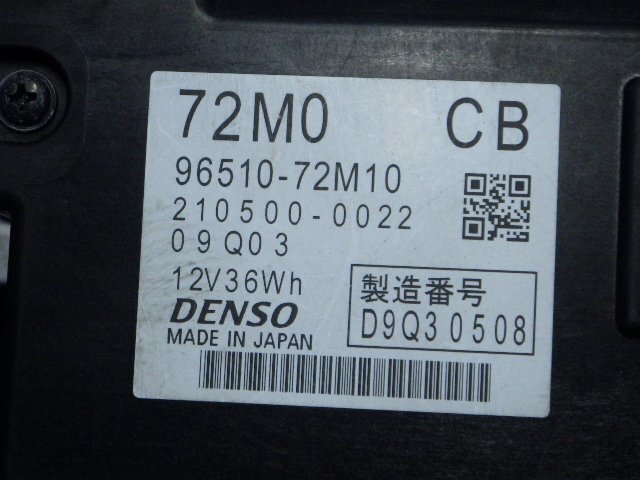 72M0 CB
96510-72M10
210500-0022
09Q03
12V36Wh
DENSO
MADE IN JAPAN
製造番号
D9Q30508